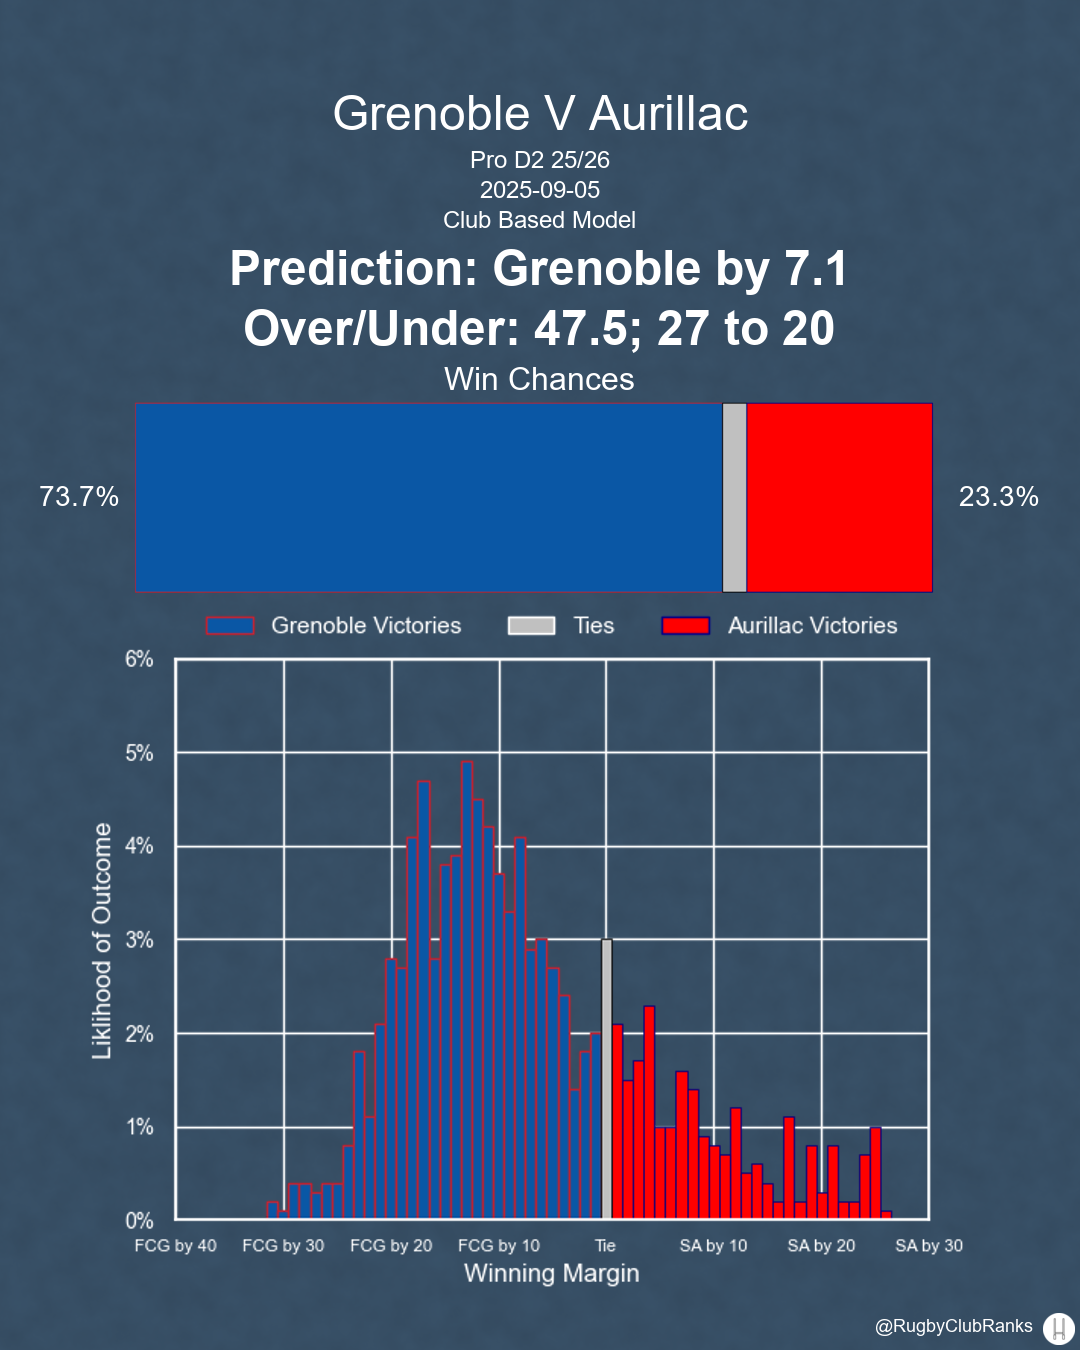 Grenoble V Aurillac
Pro D2 25/26
2025-09-05
Club Based Model
Prediction: Grenoble by 7.1
Over/Under: 47.5; 27 to 20
Win Chances
73.7%
23.3%
Grenoble Victories Ties Aurillac Victories
6%
5%
4%
3%
2%
1%
0%
Liklihood of Outcome
FCG by 40 FCG by 30 FCG by 20 FCG by 10 Tie SA by 10 SA by 20 SA by 30
Winning Margin
@RugbyClubRanks